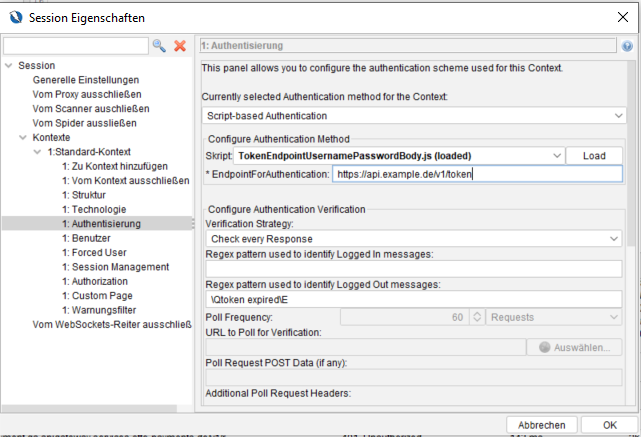 Session Eigenschaften
Session
Generelle Einstellungen
Vom Proxy ausschließen
Vom Scanner auschließen
Vom Spider aussließen
Kontexte
1:Standard-Kontext
1: Zu Kontext hinzufügen
1: Vom Kontext ausschließen
1: Struktur
1: Technologie
1: Authentisierung
1: Benutzer
1: Forced User
1: Session Management
1: Authorization
1: Custom Page
1: Warnungsfilter
Vom WebSockets-Reiter ausschließ
1: Authentisierung
This panel allows you to configure the authentication scheme used for this Context.
Currently selected Authentication method for the Context:
Script-based Authentication
Configure Authentication Method
Skript: TokenEndpointUsernamePasswordBody.js (loaded) Load
* EndpointForAuthentication: https://api.example.de/v1/token
Configure Authentication Verification
Verification Strategy:
Check every Response
Regex pattern used to identify Logged In messages:
Regex pattern used to identify Logged Out messages:
\Qtoken expired\E
Poll Frequency: 60 Requests
URL to Poll for Verification:
Auswählen...
Poll Request POST Data (if any):
Additional Poll Request Headers:
Abbrechen OK